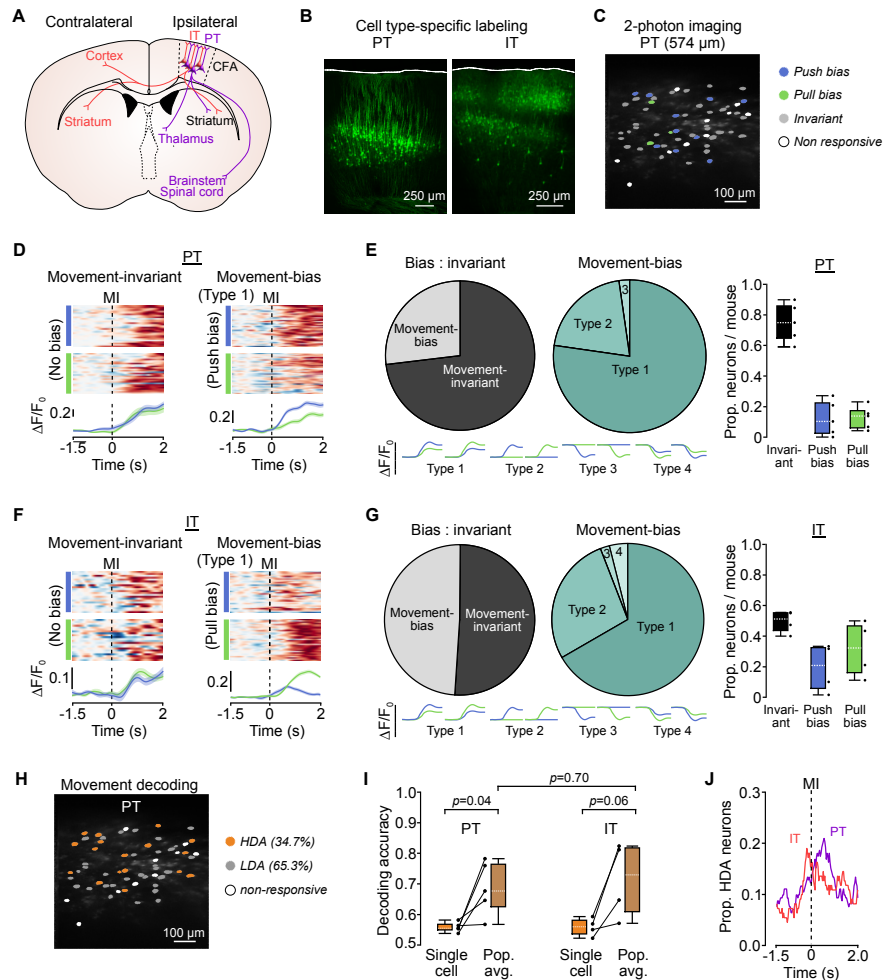 A
Contralateral
Ipsilateral
IT
PT
Cortex
CFA
Striatum
Striatum
Thalamus
Brainstem
Spinal cord
B
Cell type-specific labeling
PT
IT
250 µm
250 µm
C
2-photon imaging
PT (574 µm)
Push bias
Pull bias
Invariant
Non responsive
100 µm
D
PT
Movement-invariant
Movement-bias
(Type 1)
MI
MI
(No bias)
(Push bias)
ΔF/F0
0.2
0.2
-1.5
0
2
-1.5
0
2
Time (s)
Time (s)
E
Bias : invariant
Movement-bias
Movement-
bias
Movement-
invariant
3
Type 2
Type 1
ΔF/F0
Type 1
Type 2
Type 3
Type 4
PT
Prop. neurons / mouse
1.0
0.8
0.6
0.4
0.2
0
Invari-
ant
Push
bias
Pull
bias
F
IT
Movement-invariant
Movement-bias
(Type 1)
MI
MI
(No bias)
(Pull bias)
ΔF/F0
0.1
0.2
-1.5
0
2
-1.5
0
2
Time (s)
Time (s)
G
Bias : invariant
Movement-bias
Movement-
bias
Movement-
invariant
3
4
Type 2
Type 1
ΔF/F0
Type 1
Type 2
Type 3
Type 4
IT
Prop. neurons / mouse
1.0
0.8
0.6
0.4
0.2
0
Invari-
ant
Push
bias
Pull
bias
H
Movement decoding
PT
HDA (34.7%)
LDA (65.3%)
non-responsive
100 µm
I
p=0.70
p=0.04
p=0.06
PT
IT
Decoding accuracy
1.0
0.9
0.8
0.7
0.6
0.5
Single
cell
Pop.
avg.
Single
cell
Pop.
avg.
J
MI
IT
PT
Prop. HDA neurons
0.3
0.2
0.1
0
-1.5
0
2.0
Time (s)